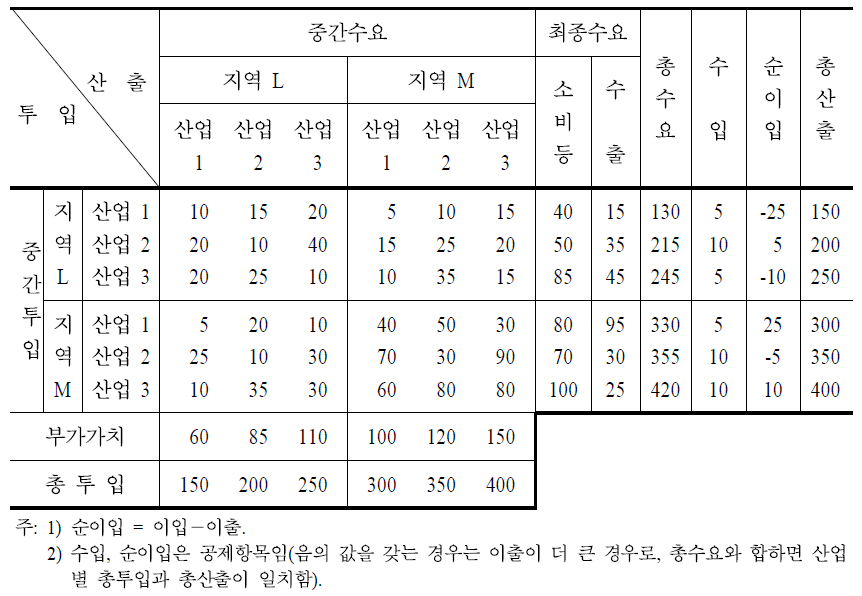 중간수요 최종수요 총수요 수입 순이입 총산출
산 출 지역 L 지역 M 소비등 수출
투 입 산업 1 산업 2 산업 3 산업 1 산업 2 산업 3
중간투입 지역 L 산업 1 10 15 20 5 10 15 40 15 130 5 -25 150
산업 2 20 10 40 15 25 20 50 35 215 10 5 200
산업 3 20 25 10 10 35 15 85 45 245 5 -10 250
지역 M 산업 1 5 20 10 40 50 30 80 95 330 5 25 300
산업 2 25 10 30 70 30 90 70 30 355 10 -5 350
산업 3 10 35 30 60 80 80 100 25 420 10 10 400
부가가치 60 85 110 100 120 150
총 투 입 150 200 250 300 350 400
주: 1) 순이입 = 이입-이출.
2) 수입, 순이입은 공제항목임(음의 값을 갖는 경우는 이출이 더 큰 경우로, 총수요와 합하면 산업
별 총투입과 총산출이 일치함).